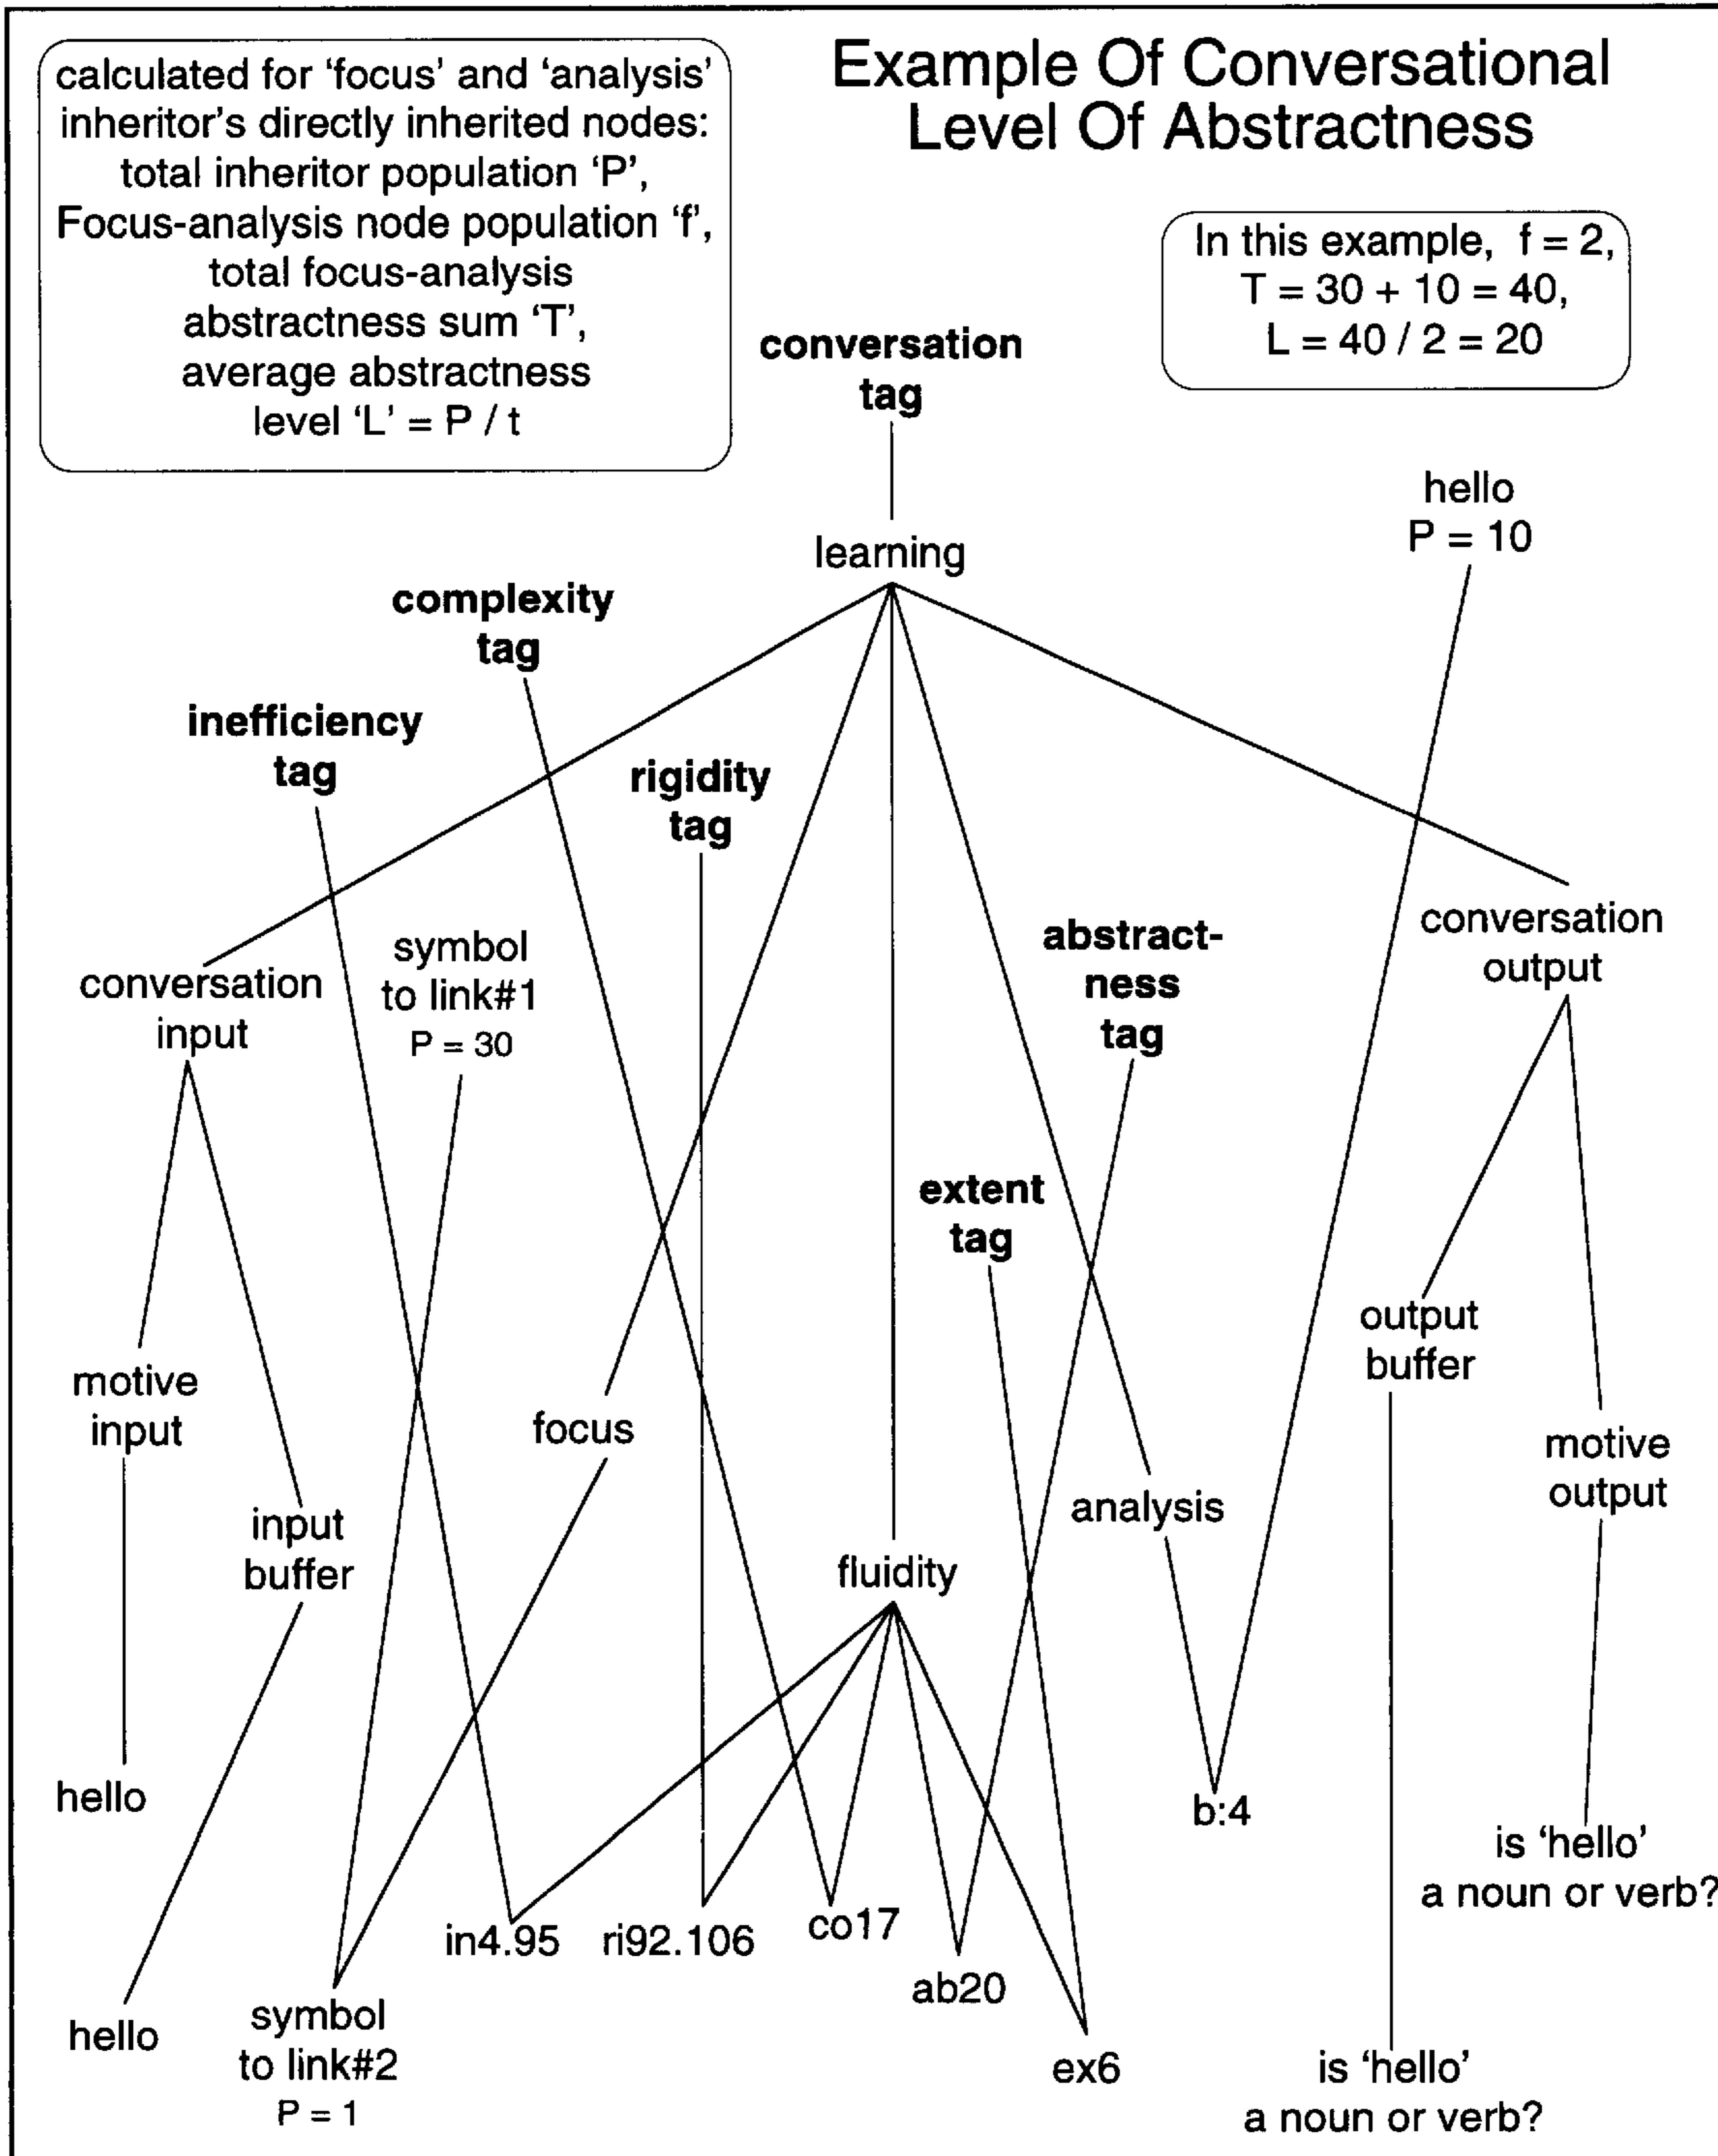 Example Of Conversational
Level Of Abstractness
calculated for ‘focus’ and ‘analysis’
inheritor's directly inherited nodes:
total inheritor population ‘P’,
Focus-analysis node population ‘f’,
total focus-analysis
abstractness sum ‘T’,
average abstractness
level ‘L’ = P / t
In this example, f = 2,
T = 30 + 10 = 40,
L = 40 / 2 = 20
conversation
tag
hello
P = 10
learning
complexity
tag
inefficiency
tag
rigidity
tag
conversation
input
symbol
to link#1
P = 30
abstract-
ness
tag
conversation
output
extent
tag
output
buffer
motive
input
focus
motive
output
analysis
input
buffer
fluidity
hello
b:4
is ‘hello’
a noun or verb?
in4.95
ri92.106
co17
ab20
hello
symbol
to link#2
P = 1
ex6
is ‘hello’
a noun or verb?